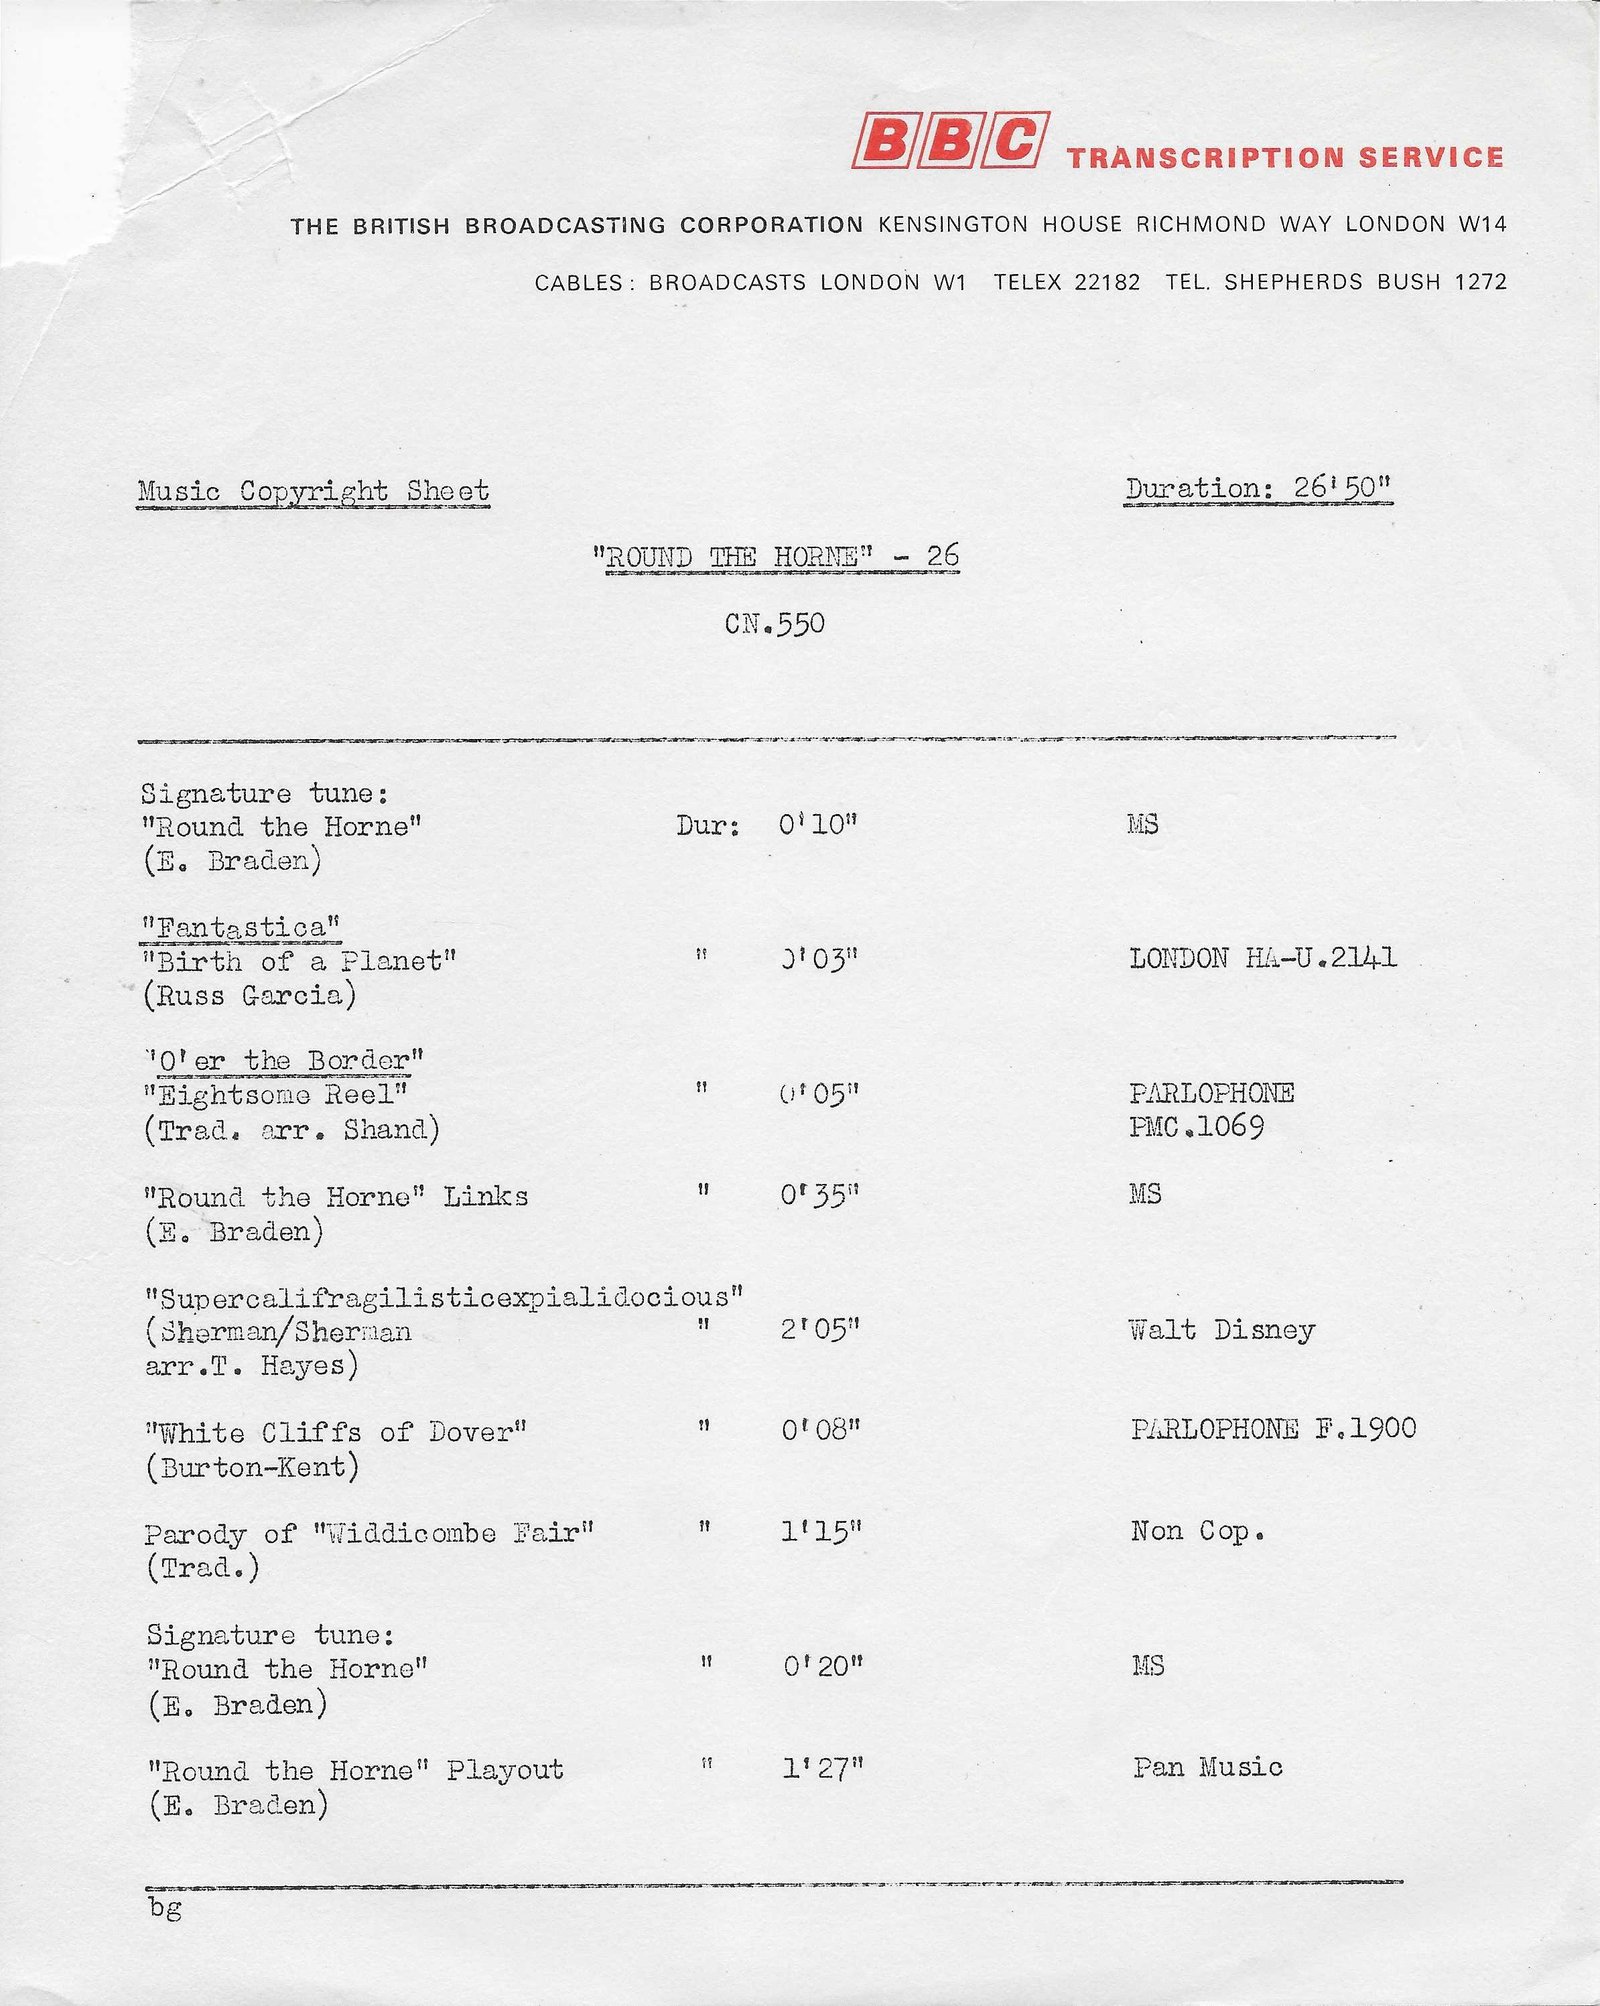 BBC TRANSCRIPTION SERVICE
THE BRITISH BROADCASTING CORPORATION KENSINGTON HOUSE RICHMOND WAY LONDON W14
CABLES: BROADCASTS LONDON W1 TELEX 22182 TEL. SHEPHERDS BUSH 1272
Music Copyright Sheet Duration: 26'50"
"ROUND THE HORNE" - 26
CN.550
Signature tune:
"Round the Horne" Dur: 0'10" MS
(E. Braden)
"Fantastica"
"Birth of a Planet" " 0'03" LONDON HA-U.2141
(Russ Garcia)
"O'er the Border"
"Eightsome Reel" " 0'05" PARLOPHONE
(Trad. arr. Shand) PMC.1069
"Round the Horne" Links " 0'35" MS
(E. Braden)
"Supercalifragilisticexpialidocious"
(Sherman/Sherman " 2'05" Walt Disney
arr.T. Hayes)
"White Cliffs of Dover" " 0'08" PARLOPHONE F.1900
(Burton-Kent)
Parody of "Widdicombe Fair" " 1'15" Non Cop.
(Trad.)
Signature tune:
"Round the Horne" " 0'20" MS
(E. Braden)
"Round the Horne" Playout " 1'27" Pan Music
(E. Braden)
bg